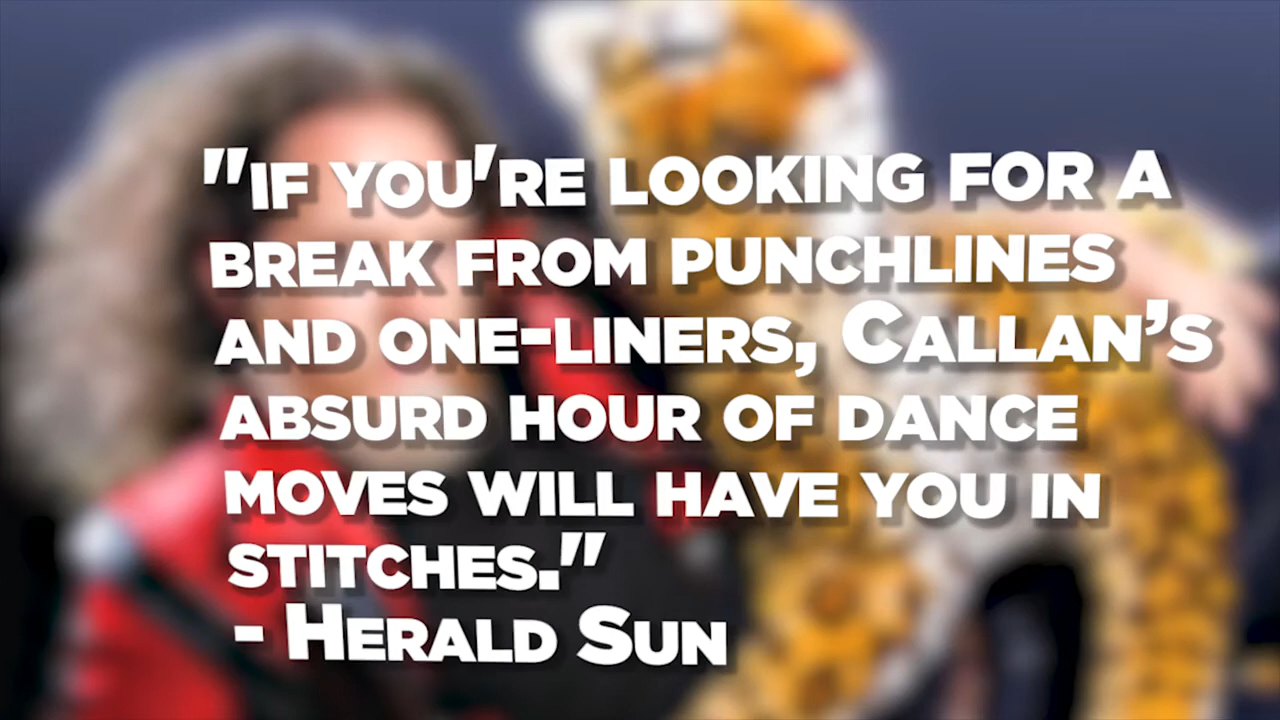 "If you're looking for a
break from punchlines
and one-liners, Callan’s
absurd hour of dance
moves will have you in
stitches."
- Herald Sun